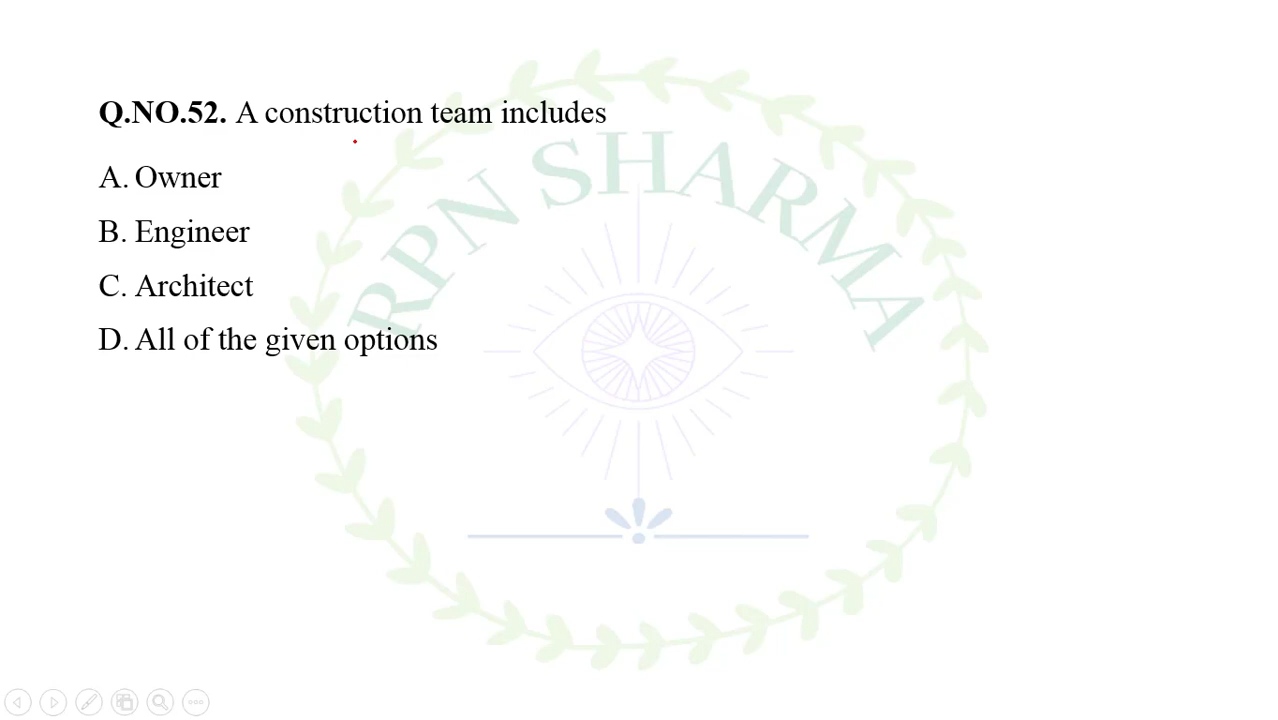 Q.NO.52. A construction team includes
A. Owner
B. Engineer
C. Architect
D. All of the given options
RPN SHARMA